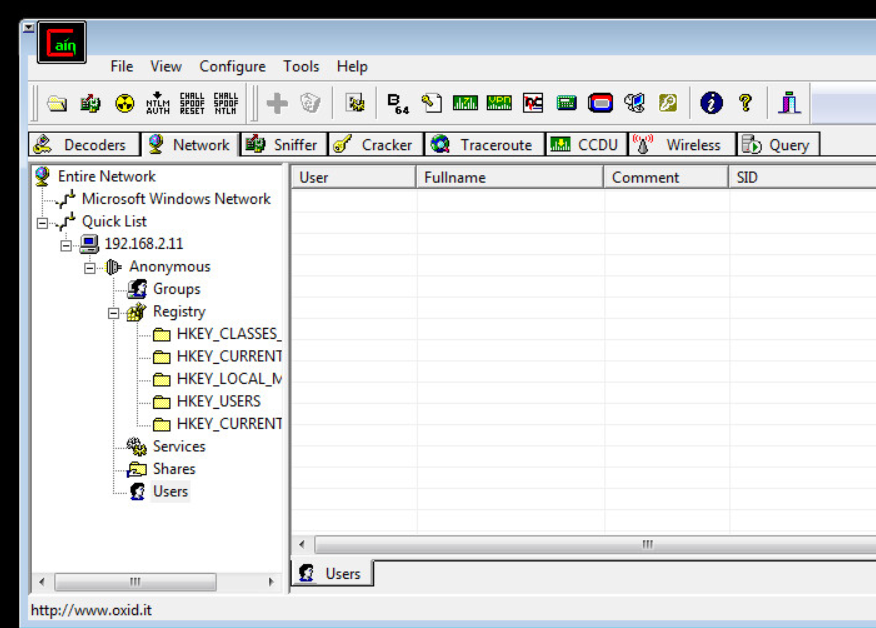 Cain
File View Configure Tools Help
NTLM AUTH CHALL SPOOF RESET CHALL SPOOF NTLM B64
Decoders Network Sniffer Cracker Traceroute CCDU Wireless Query
Entire Network
User Fullname Comment SID
Microsoft Windows Network
Quick List
192.168.2.11
Anonymous
Groups
Registry
HKEY_CLASSES_
HKEY_CURRENT
HKEY_LOCAL_M
HKEY_USERS
HKEY_CURRENT
Services
Shares
Users
Users
http://www.oxid.it